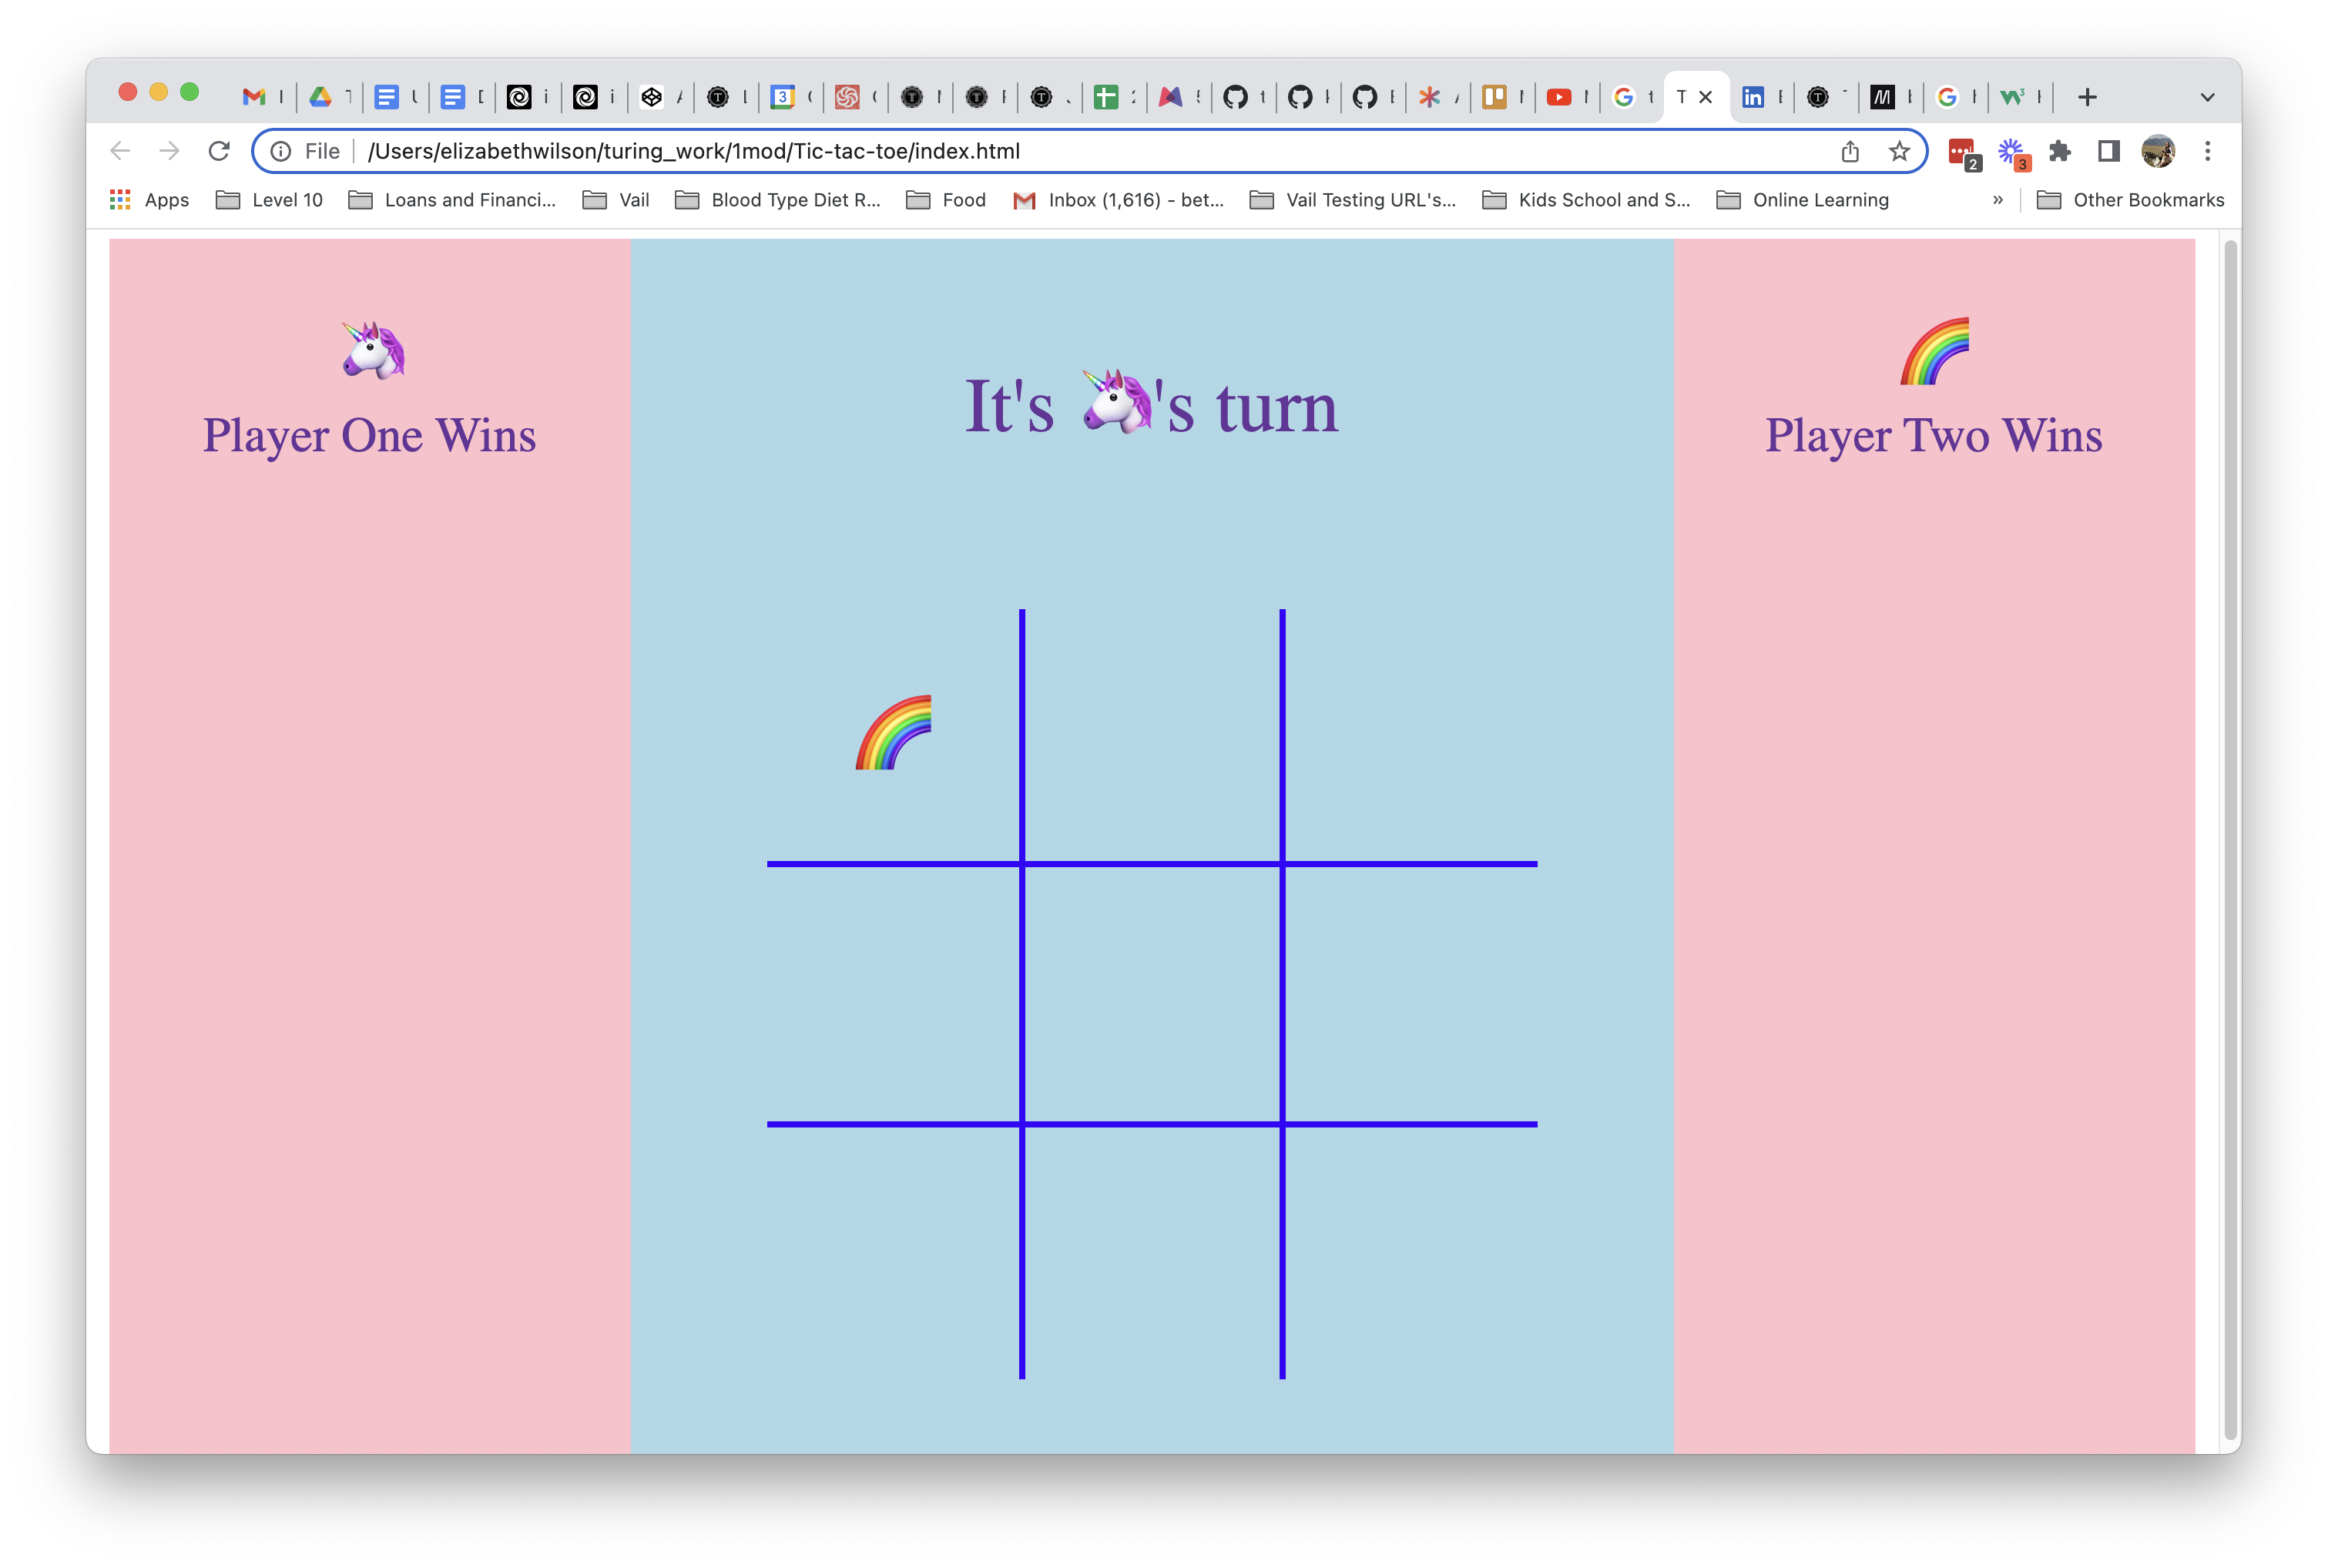 File /Users/elizabethwilson/turing_work/1mod/Tic-tac-toe/index.html
2 3
Apps Level 10 Loans and Financi... Vail Blood Type Diet R... Food Inbox (1,616) - bet... Vail Testing URL's... Kids School and S... Online Learning » Other Bookmarks
Player One Wins
It's 🦄's turn
Player Two Wins